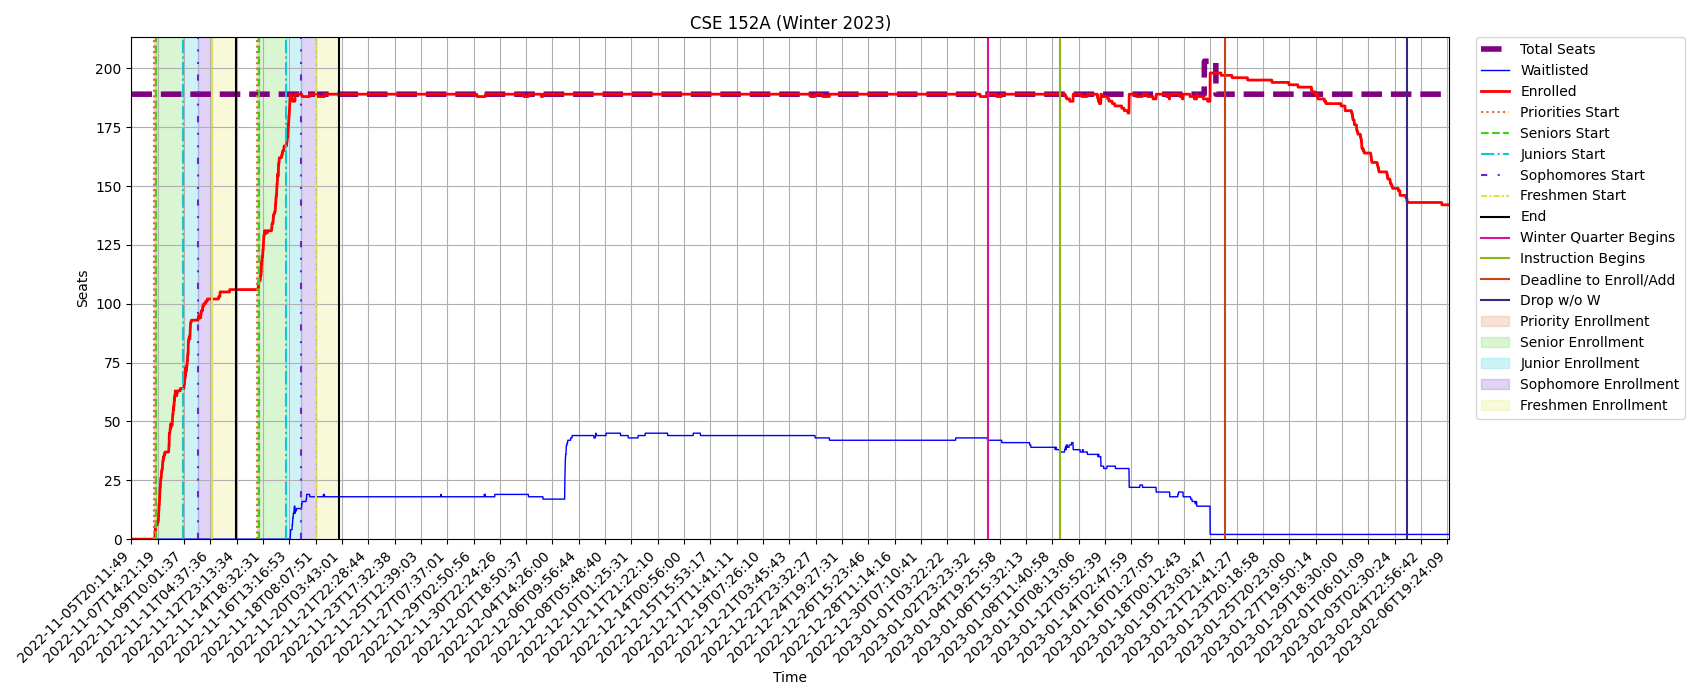 CSE 152A (Winter 2023)
Seats
200
175
150
125
100
75
50
25
0
2022-11-05T20:11:49
2022-11-07T14:21:19
2022-11-09T10:01:37
2022-11-11T04:37:36
2022-11-12T23:13:34
2022-11-14T18:32:31
2022-11-16T13:16:53
2022-11-18T08:07:51
2022-11-20T03:43:01
2022-11-21T22:28:44
2022-11-23T17:32:38
2022-11-25T12:39:03
2022-11-27T07:37:01
2022-11-29T02:50:56
2022-11-30T22:24:26
2022-12-02T18:50:37
2022-12-04T14:26:00
2022-12-06T09:56:44
2022-12-08T05:48:40
2022-12-10T01:25:31
2022-12-11T21:22:10
2022-12-14T00:56:00
2022-12-15T15:53:17
2022-12-17T11:41:11
2022-12-19T07:26:10
2022-12-21T03:45:43
2022-12-22T23:32:27
2022-12-24T19:27:31
2022-12-26T15:23:46
2022-12-28T11:14:16
2022-12-30T07:10:41
2023-01-01T03:22:22
2023-01-02T23:23:32
2023-01-04T19:25:58
2023-01-06T15:32:13
2023-01-08T11:40:58
2023-01-10T08:13:06
2023-01-12T05:52:39
2023-01-14T02:47:59
2023-01-16T01:27:05
2023-01-18T00:12:43
2023-01-19T23:03:47
2023-01-21T21:41:27
2023-01-23T20:18:58
2023-01-25T20:23:00
2023-01-27T19:50:14
2023-01-29T18:30:00
2023-02-01T06:01:09
2023-02-03T02:30:24
2023-02-04T22:56:42
2023-02-06T19:24:09
Time
Total Seats
Waitlisted
Enrolled
Priorities Start
Seniors Start
Juniors Start
Sophomores Start
Freshmen Start
End
Winter Quarter Begins
Instruction Begins
Deadline to Enroll/Add
Drop w/o W
Priority Enrollment
Senior Enrollment
Junior Enrollment
Sophomore Enrollment
Freshmen Enrollment